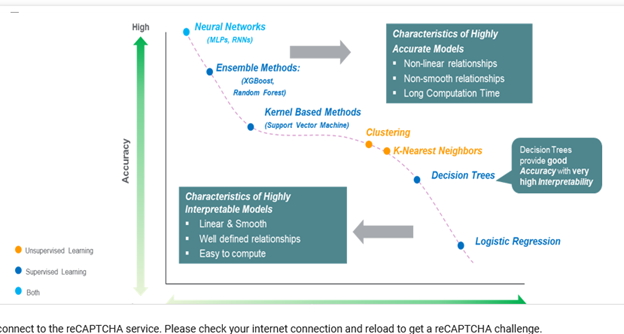 High
Neural Networks
(MLPs, RNNs)
Ensemble Methods:
(XGBoost,
Random Forest)
Kernel Based Methods
(Support Vector Machine)
Clustering
K-Nearest Neighbors
Decision Trees
Logistic Regression
Characteristics of Highly
Accurate Models
▪ Non-linear relationships
▪ Non-smooth relationships
▪ Long Computation Time
Decision Trees
provide good
Accuracy with very
high Interpretability
Accuracy
Characteristics of Highly
Interpretable Models
▪ Linear & Smooth
▪ Well defined relationships
▪ Easy to compute
Unsupervised Learning
Supervised Learning
Both
connect to the reCAPTCHA service. Please check your internet connection and reload to get a reCAPTCHA challenge.